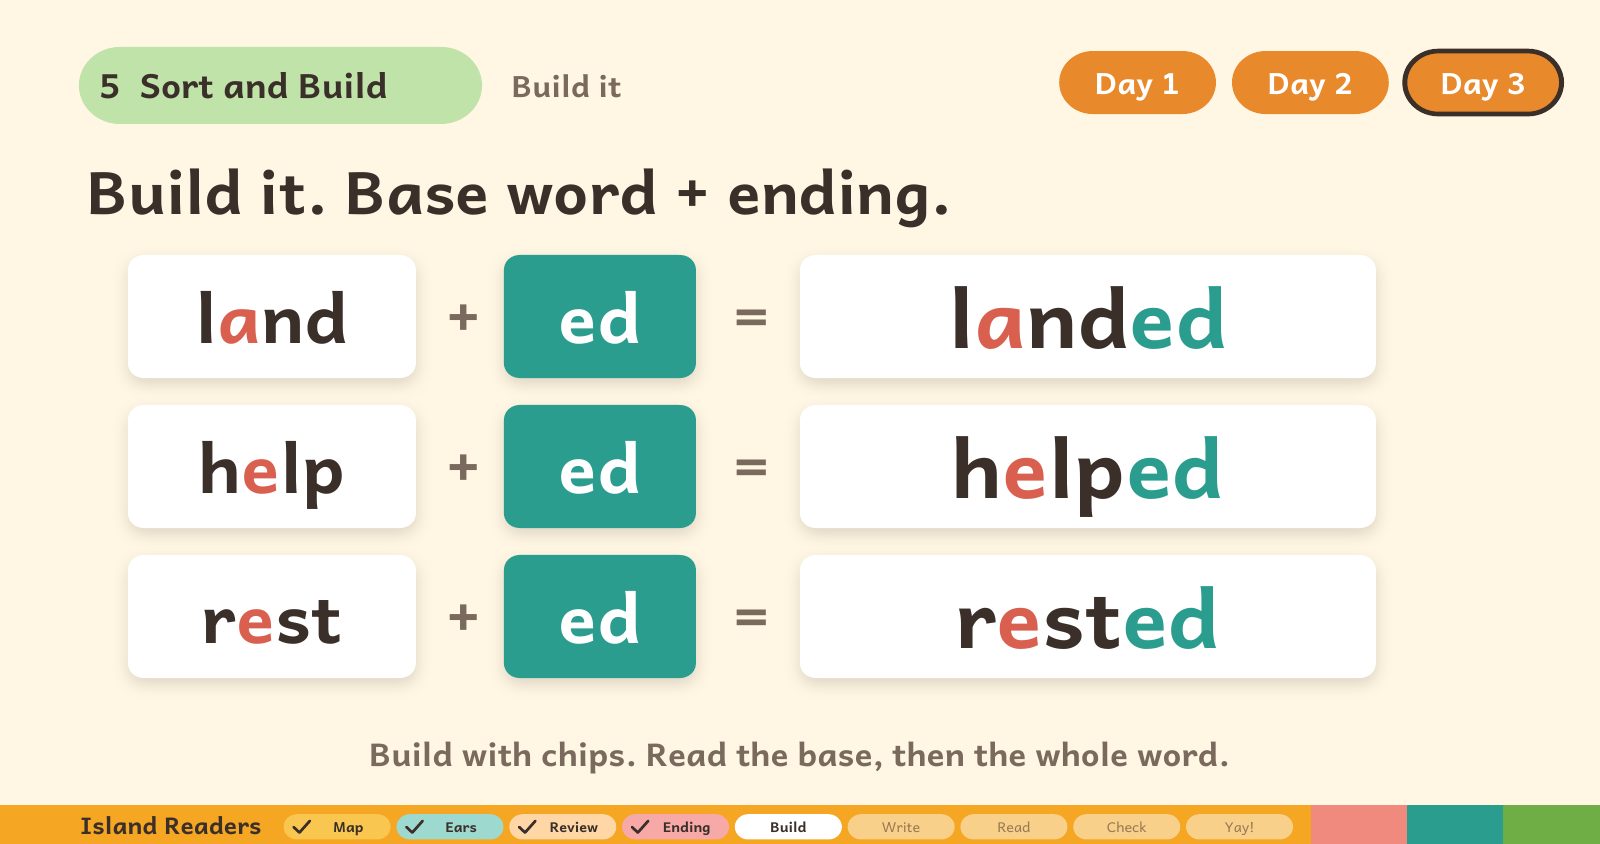 5 Sort and Build
Build it
Day 1 Day 2 Day 3
Build it. Base word + ending.
land + ed = landed
help + ed = helped
rest + ed = rested
Build with chips. Read the base, then the whole word.
Island Readers Map Ears Review Ending Build Write Read Check Yay!